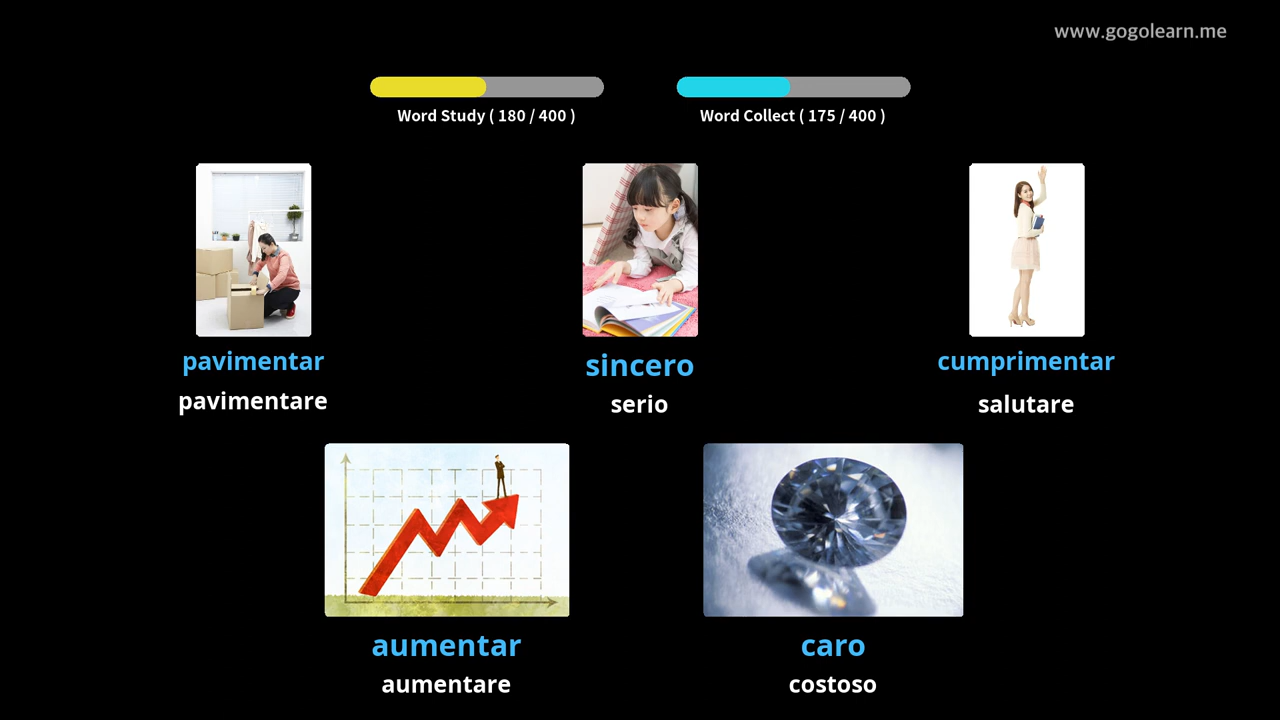 www.gogolearn.me
Word Study ( 180 / 400 )
Word Collect ( 175 / 400 )
pavimentar
pavimentare
sincero
serio
cumprimentar
salutare
aumentar
aumentare
caro
costoso